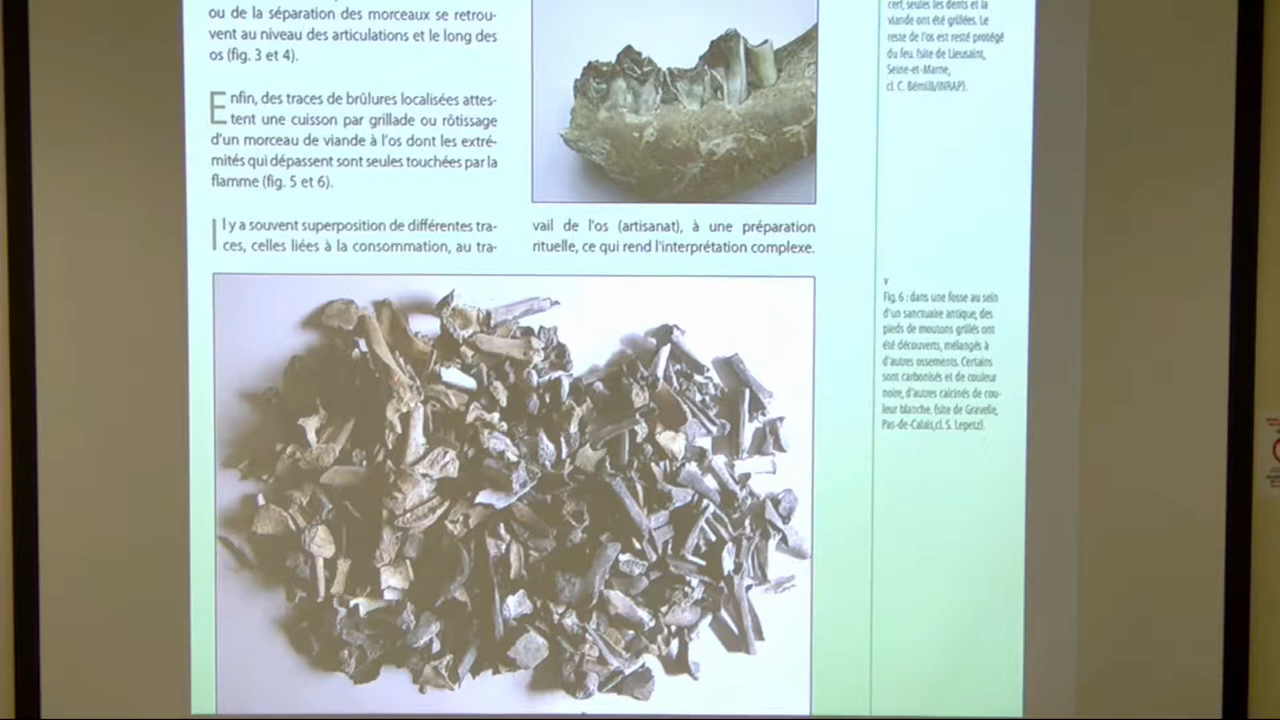 ou de la séparation des morceaux se retrou-
vent au niveau des articulations et le long des
os (fig. 3 et 4).
Enfin, des traces de brûlures localisées attes-
tent une cuisson par grillade ou rôtissage
d'un morceau de viande à l'os dont les extré-
mités qui dépassent sont seules touchées par la
flamme (fig. 5 et 6).
Il y a souvent superposition de différentes tra-
ces, celles liées à la consommation, au tra-
vail de l'os (artisanat), à une préparation
rituelle, ce qui rend l'interprétation complexe.
cerf, seules les dents et la
viande ont été grillées. Le
reste de l'os est resté protégé
du feu. (site de Lieusaint,
Seine-et-Marne,
cl. C. Bemilli/INRAP).
v
Fig. 6 : dans une fosse au sein
d'un sanctuaire antique, des
pieds de moutons grillés ont
été découverts, mélangés à
d'autres ossements. Certains
sont carbonisés et de couleur
noire, d'autres calcinés de cou-
leur blanche. (site de Gravelle,
Pas-de-Calais,cl. S. Lepetz).